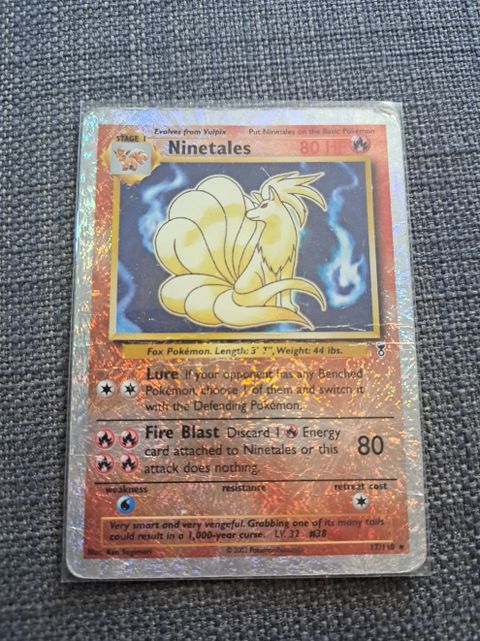 Evolves from Vulpix Put Ninetales on the Basic Pokémon
STAGE 1
Ninetales 80 HP
Fox Pokémon. Length: 3' 7", Weight: 44 lbs.
Lure If your opponent has any Benched
Pokémon, choose 1 of them and switch it
with the Defending Pokémon.
Fire Blast Discard 1 Energy
card attached to Ninetales or this
attack does nothing.
80
weakness resistance retreat cost
Very smart and very vengeful. Grabbing one of its many tails
could result in a 1,000-year curse. LV. 32 #38
Illus. Ken Sugimori © 2002 Pokémon/Nintendo 17/110 ★